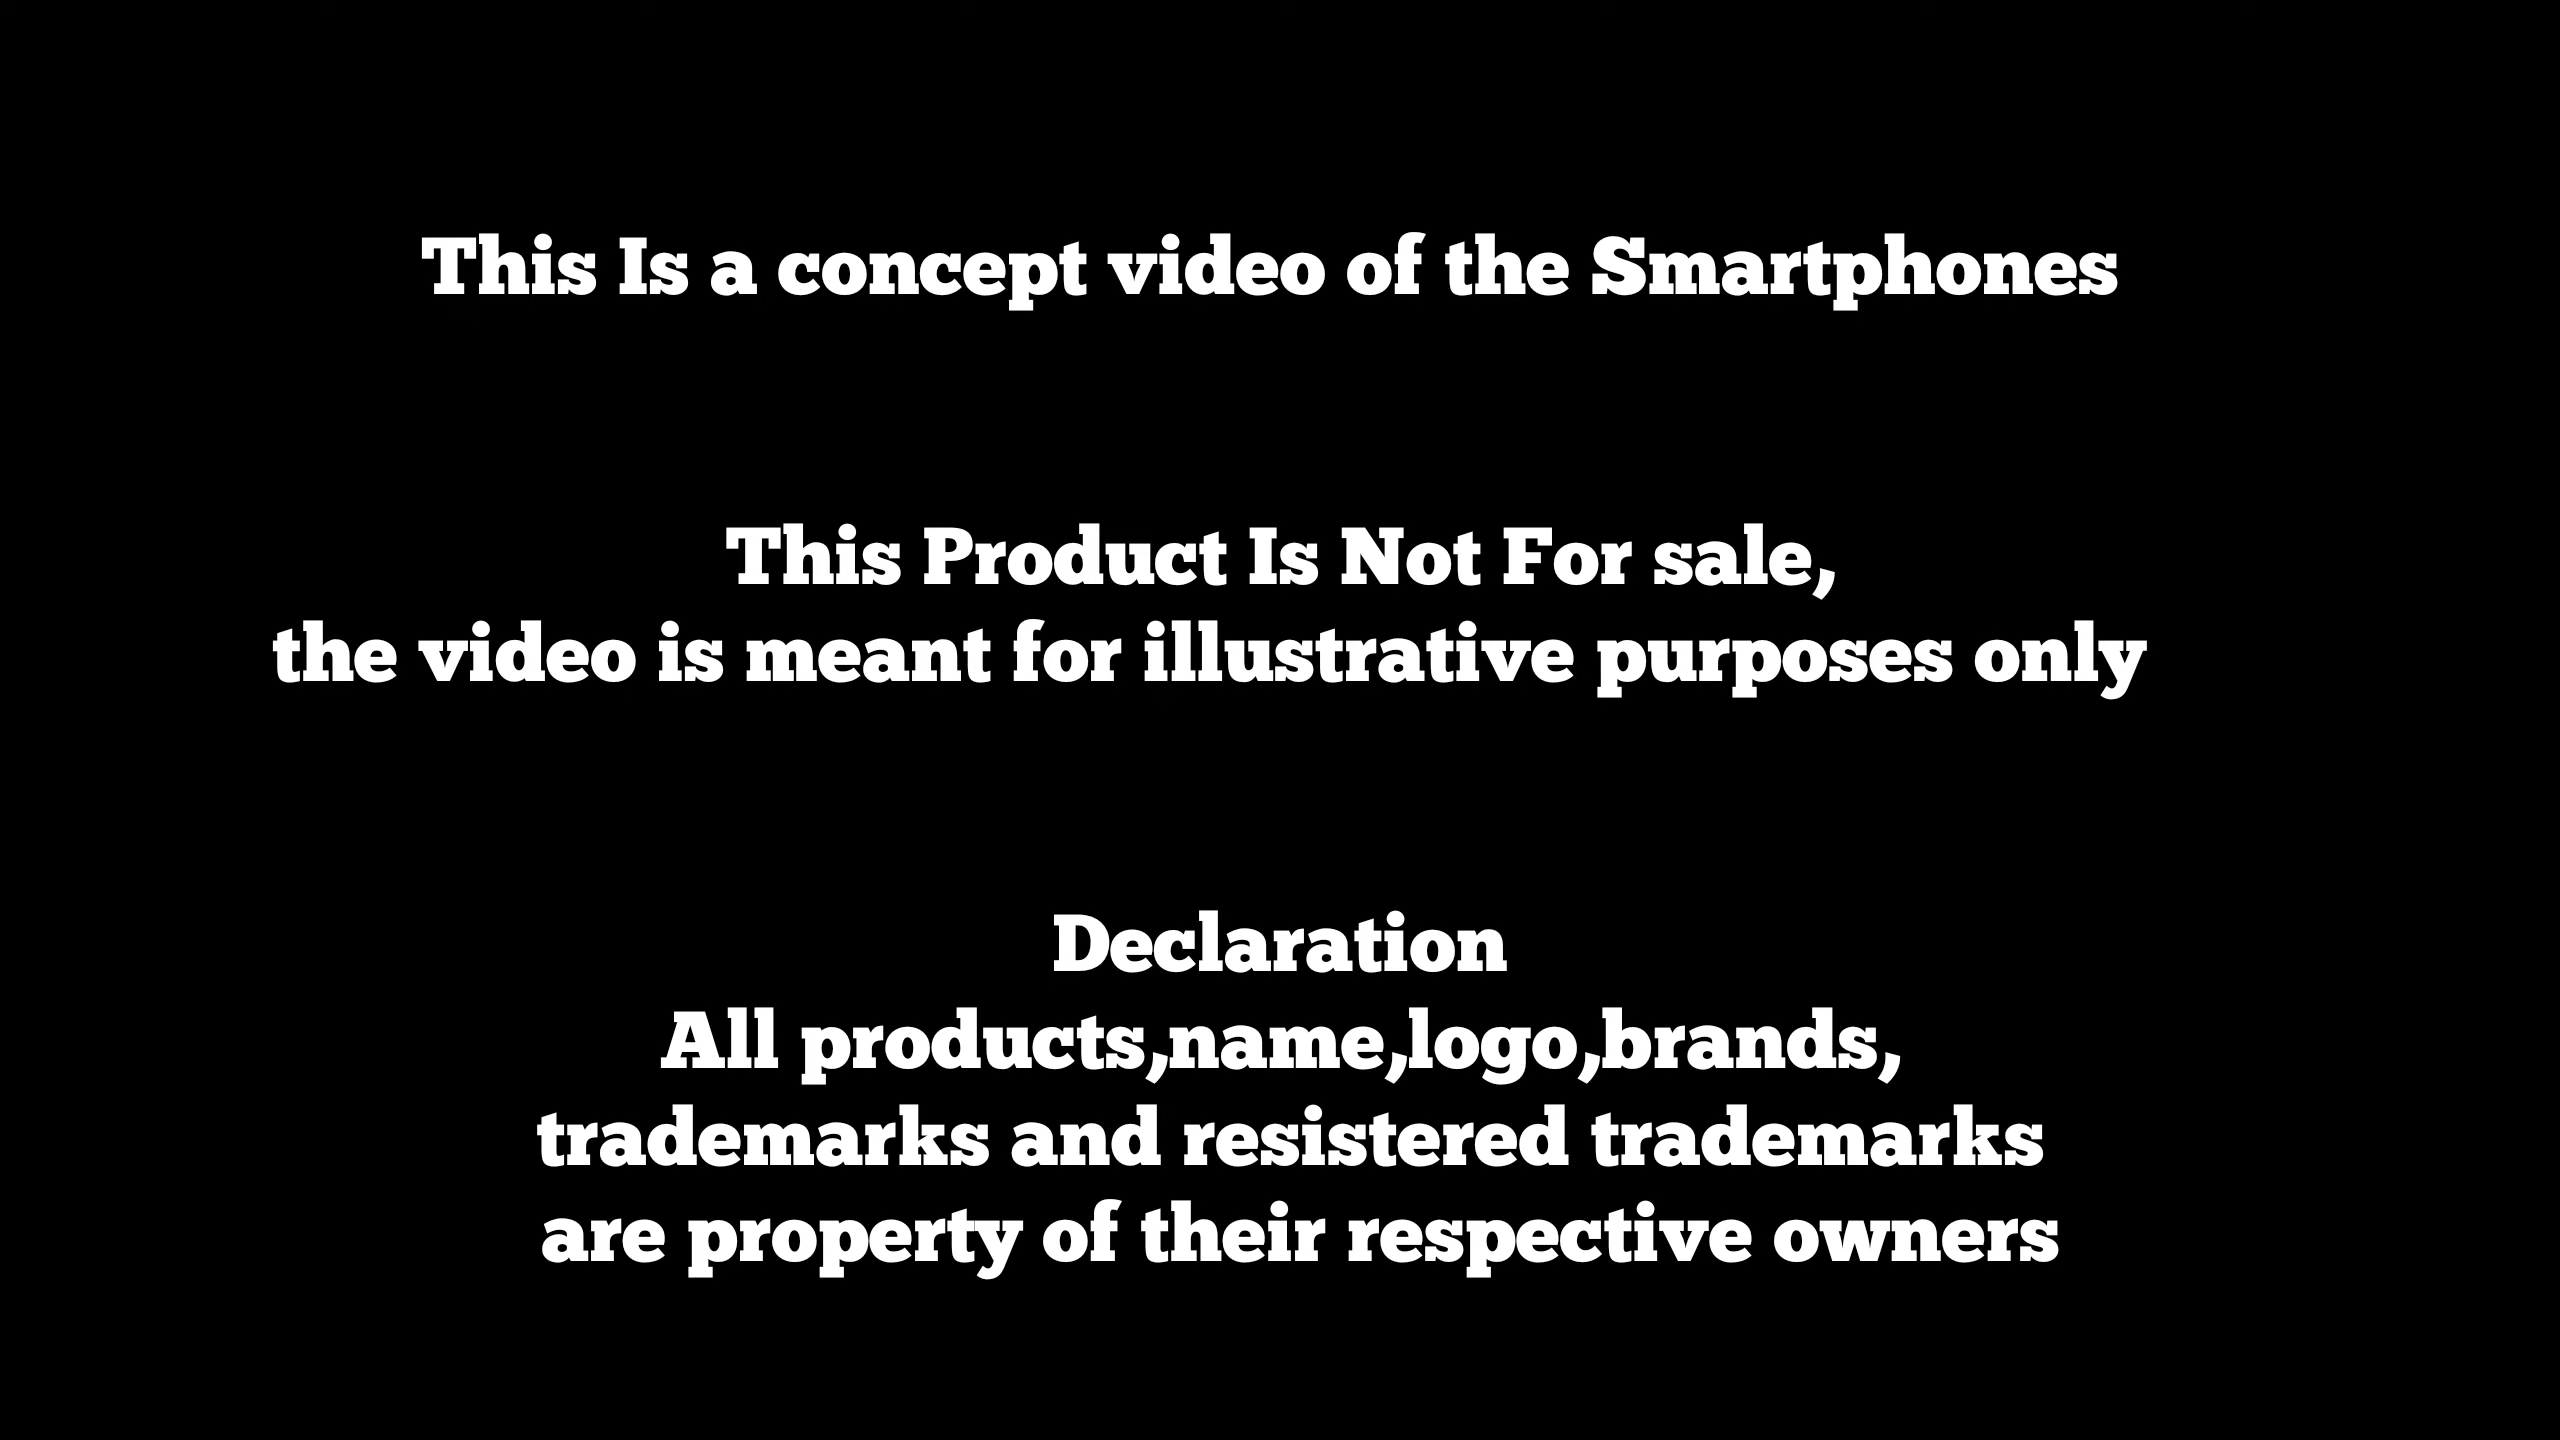 This Is a concept video of the Smartphones
This Product Is Not For sale,
the video is meant for illustrative purposes only
Declaration
All products,name,logo,brands,
trademarks and resistered trademarks
are property of their respective owners